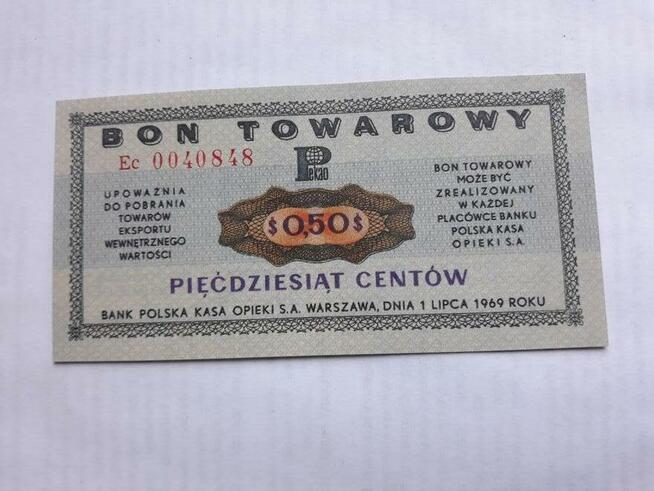 BON TOWAROWY
Ec 0040848
Pekao
UPOWAŻNIA
DO POBRANIA
TOWARÓW
EKSPORTU
WEWNĘTRZNEGO
WARTOŚCI
$0,50$
BON TOWAROWY
MOŻE BYĆ
ZREALIZOWANY
W KAŻDEJ
PLACÓWCE BANKU
POLSKA KASA
OPIEKI S.A.
PIĘĆDZIESIĄT CENTÓW
BANK POLSKA KASA OPIEKI S.A. WARSZAWA, DNIA 1 LIPCA 1969 ROKU